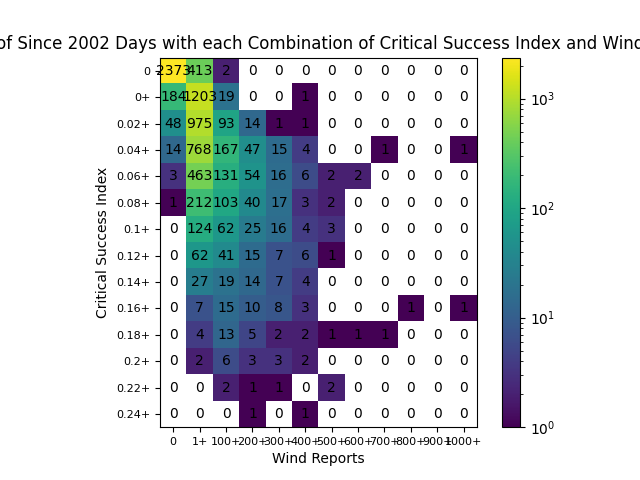 of Since 2002 Days with each Combination of Critical Success Index and Wind
0 2373 413 2 0 0 0 0 0 0 0 0 0
0+ 184 1203 19 0 0 1 0 0 0 0 0 0
0.02+ 48 975 93 14 1 1 0 0 0 0 0 0
0.04+ 14 768 167 47 15 4 0 0 1 0 0 1
0.06+ 3 463 131 54 16 6 2 2 0 0 0 0
0.08+ 1 212 103 40 17 3 2 0 0 0 0 0
0.1+ 0 124 62 25 16 4 3 0 0 0 0 0
0.12+ 0 62 41 15 7 6 1 0 0 0 0 0
0.14+ 0 27 19 14 7 4 0 0 0 0 0 0
0.16+ 0 7 15 10 8 3 0 0 0 1 0 1
0.18+ 0 4 13 5 2 2 1 1 1 0 0 0
0.2+ 0 2 6 3 3 2 0 0 0 0 0 0
0.22+ 0 0 2 1 1 0 2 0 0 0 0 0
0.24+ 0 0 0 1 0 1 0 0 0 0 0 0
0 1+ 100+ 200+ 300+ 400+ 500+ 600+ 700+ 800+ 900+ 1000+
Wind Reports
Critical Success Index
10³
10²
10¹
10⁰